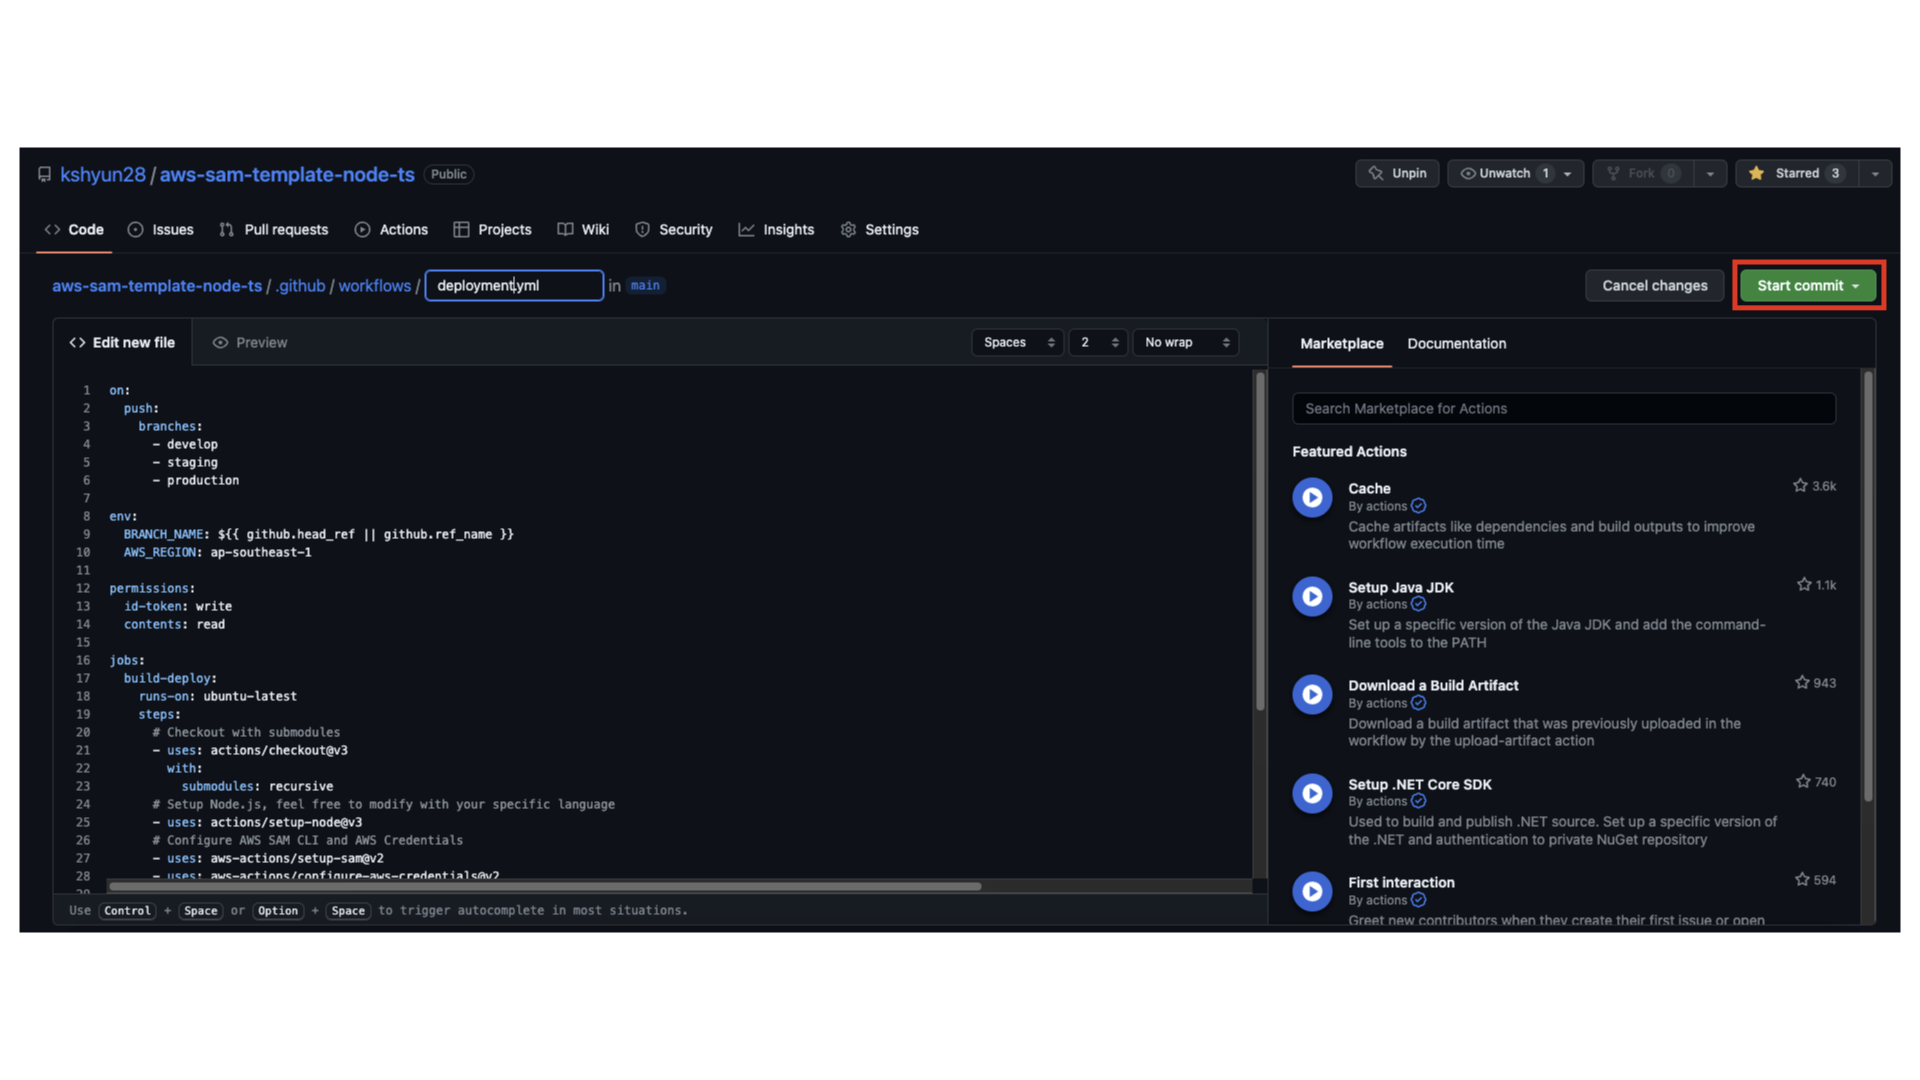 kshyun28 / aws-sam-template-node-ts Public
Unpin Unwatch 1 Fork 0 Starred 3
Code Issues Pull requests Actions Projects Wiki Security Insights Settings
aws-sam-template-node-ts / .github / workflows / deployment.yml in main
Cancel changes Start commit
Edit new file Preview
Spaces 2 No wrap
1 on:
2 push:
3 branches:
4 - develop
5 - staging
6 - production
7
8 env:
9 BRANCH_NAME: ${{ github.head_ref || github.ref_name }}
10 AWS_REGION: ap-southeast-1
11
12 permissions:
13 id-token: write
14 contents: read
15
16 jobs:
17 build-deploy:
18 runs-on: ubuntu-latest
19 steps:
20 # Checkout with submodules
21 - uses: actions/checkout@v3
22 with:
23 submodules: recursive
24 # Setup Node.js, feel free to modify with your specific language
25 - uses: actions/setup-node@v3
26 # Configure AWS SAM CLI and AWS Credentials
27 - uses: aws-actions/setup-sam@v2
28 - uses: aws-actions/configure-aws-credentials@v2
29
Use Control + Space or Option + Space to trigger autocomplete in most situations.
Marketplace Documentation
Search Marketplace for Actions
Featured Actions
Cache 3.6k
By actions
Cache artifacts like dependencies and build outputs to improve
workflow execution time
Setup Java JDK 1.1k
By actions
Set up a specific version of the Java JDK and add the command-
line tools to the PATH
Download a Build Artifact 943
By actions
Download a build artifact that was previously uploaded in the
workflow by the upload-artifact action
Setup .NET Core SDK 740
By actions
Used to build and publish .NET source. Set up a specific version of
the .NET and authentication to private NuGet repository
First interaction 594
By actions
Greet new contributors when they create their first issue or open